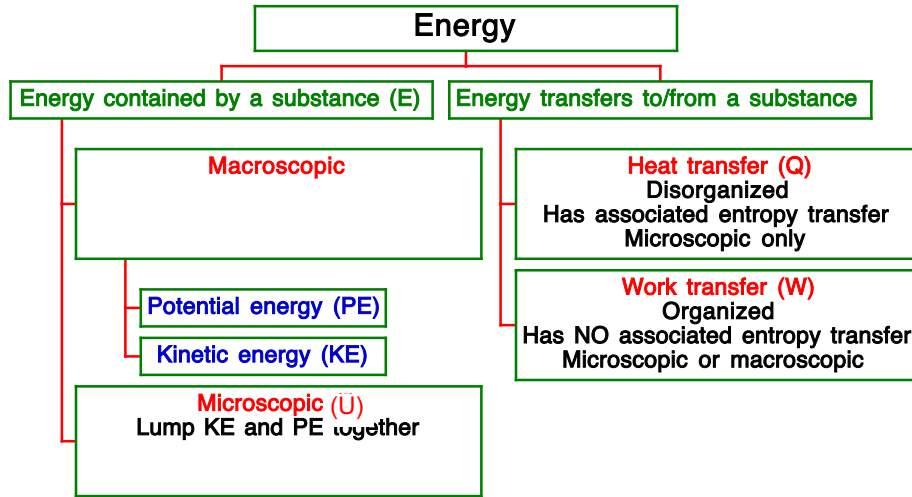 Energy
Energy contained by a substance (E)
Energy transfers to/from a substance
Macroscopic
Potential energy (PE)
Kinetic energy (KE)
Microscopic (U)
Lump KE and PE together
Heat transfer (Q)
Disorganized
Has associated entropy transfer
Microscopic only
Work transfer (W)
Organized
Has NO associated entropy transfer
Microscopic or macroscopic